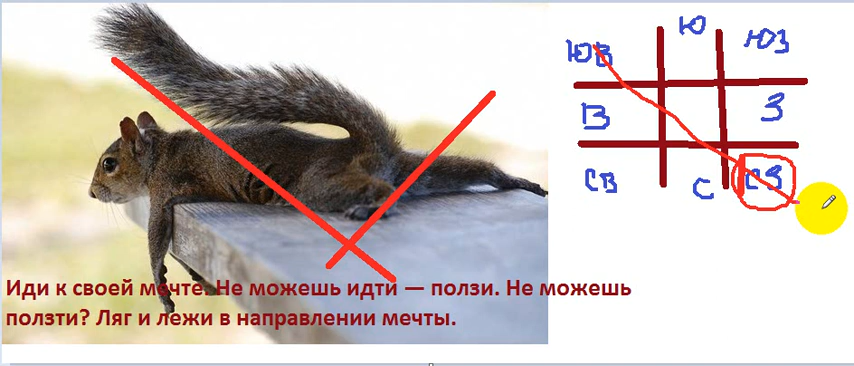 Ю
ЮВ
ЮЗ
В
З
СВ
С
СЗ
Иди к своей мечте. Не можешь идти — ползи. Не можешь
ползти? Ляг и лежи в направлении мечты.